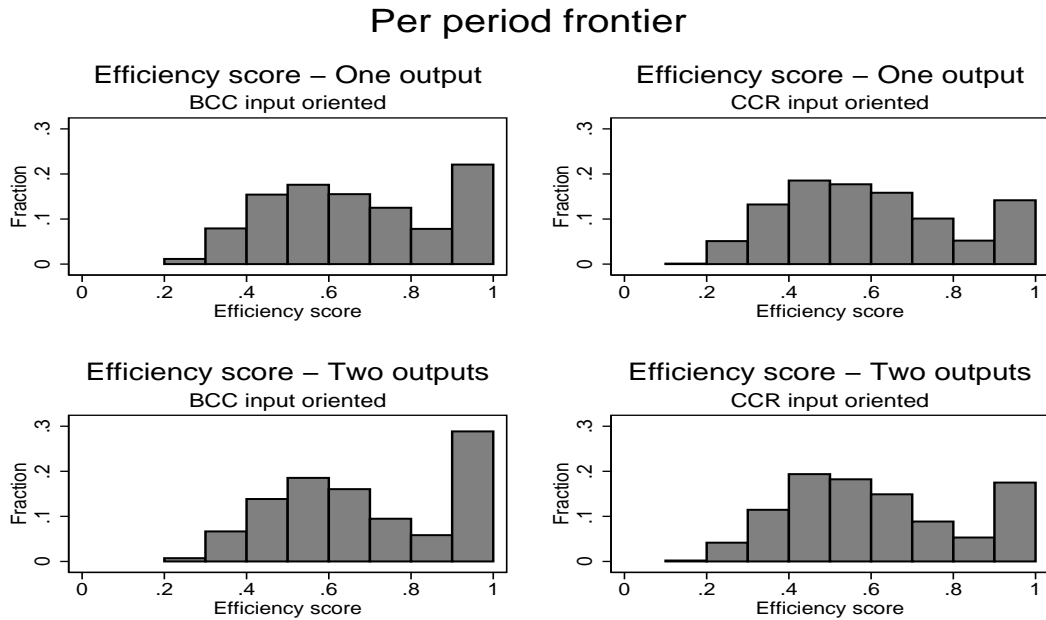 Per period frontier
Efficiency score – One output
BCC input oriented
Fraction
0 .1 .2 .3
0 .2 .4 .6 .8 1
Efficiency score
Efficiency score – One output
CCR input oriented
Fraction
0 .1 .2 .3
0 .2 .4 .6 .8 1
Efficiency score
Efficiency score – Two outputs
BCC input oriented
Fraction
0 .1 .2 .3
0 .2 .4 .6 .8 1
Efficiency score
Efficiency score – Two outputs
CCR input oriented
Fraction
0 .1 .2 .3
0 .2 .4 .6 .8 1
Efficiency score